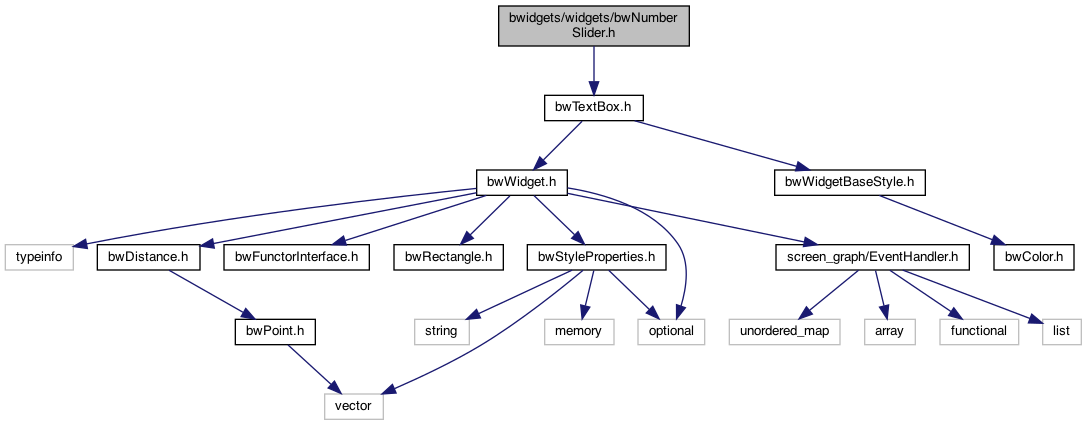 bwidgets/widgets/bwNumber
Slider.h
bwTextBox.h
bwWidget.h
bwWidgetBaseStyle.h
typeinfo
bwDistance.h
bwFunctorInterface.h
bwRectangle.h
bwStyleProperties.h
screen_graph/EventHandler.h
bwColor.h
bwPoint.h
string
memory
optional
unordered_map
array
functional
list
vector